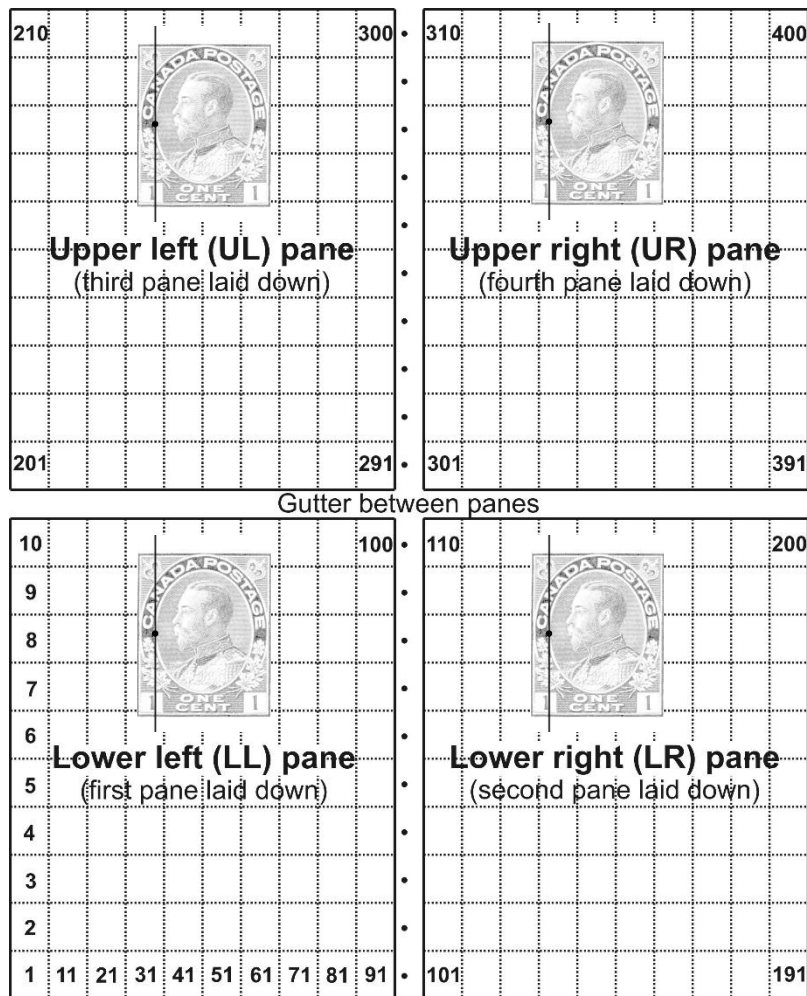 210 300 310 400
CANADA POSTAGE CANADA POSTAGE
1 ONE CENT 1 1 ONE CENT 1
Upper left (UL) pane Upper right (UR) pane
(third pane laid down) (fourth pane laid down)
201 291 301 391
Gutter between panes
10 100 110 200
9
CANADA POSTAGE CANADA POSTAGE
8
7
1 ONE CENT 1 1 ONE CENT 1
6
Lower left (LL) pane Lower right (LR) pane
5 (first pane laid down) (second pane laid down)
4
3
2
1 11 21 31 41 51 61 71 81 91 101 191